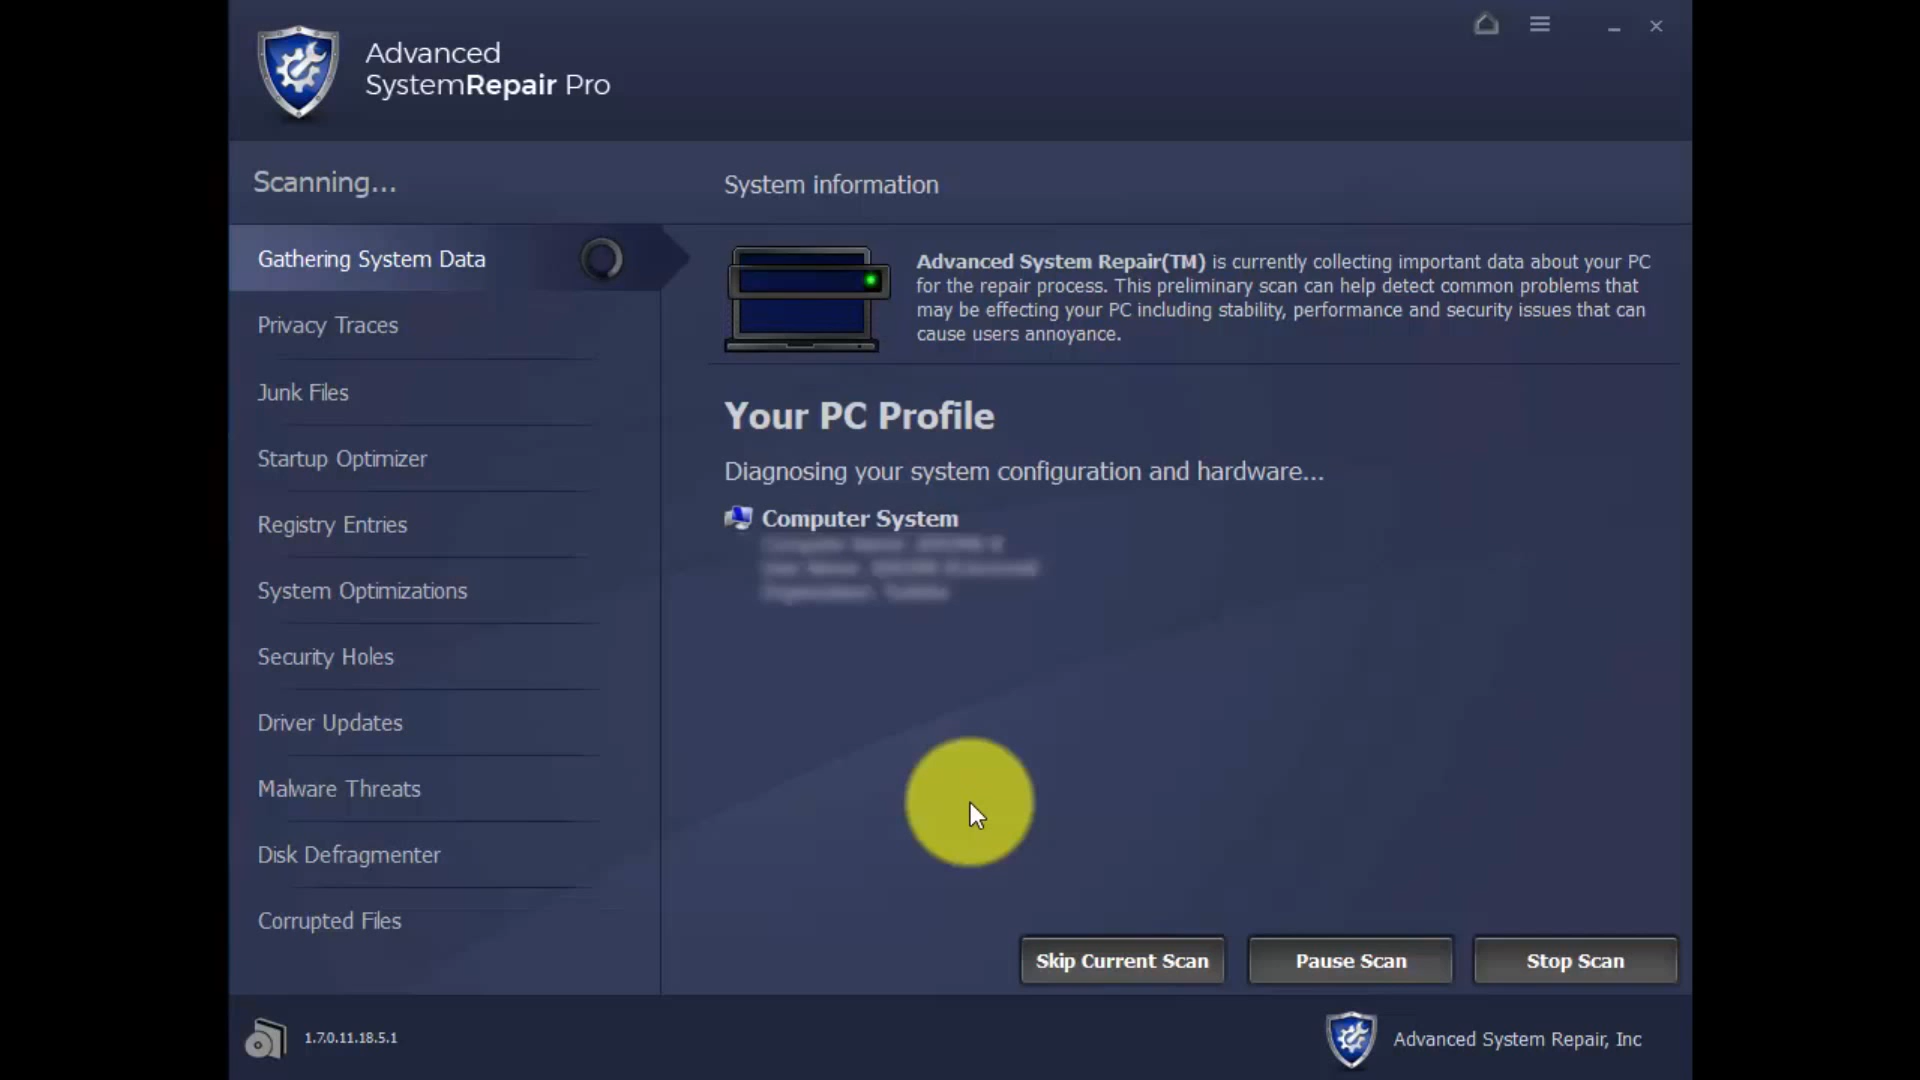 Advanced
SystemRepair Pro
Scanning...
System information
Gathering System Data
Privacy Traces
Junk Files
Startup Optimizer
Registry Entries
System Optimizations
Security Holes
Driver Updates
Malware Threats
Disk Defragmenter
Corrupted Files
Advanced System Repair(TM) is currently collecting important data about your PC
for the repair process. This preliminary scan can help detect common problems that
may be effecting your PC including stability, performance and security issues that can
cause users annoyance.
Your PC Profile
Diagnosing your system configuration and hardware...
Computer System
Skip Current Scan
Pause Scan
Stop Scan
1.7.0.11.18.5.1
Advanced System Repair, Inc